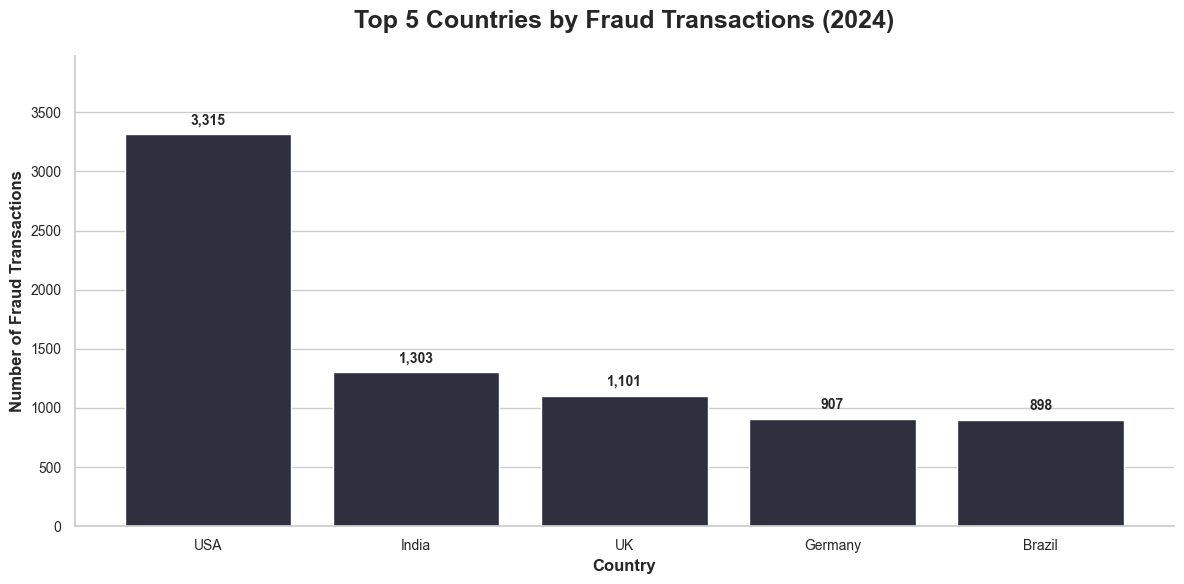 Top 5 Countries by Fraud Transactions (2024)
Number of Fraud Transactions
3500
3000
2500
2000
1500
1000
500
0
3,315
1,303
1,101
907
898
USA
India
UK
Germany
Brazil
Country